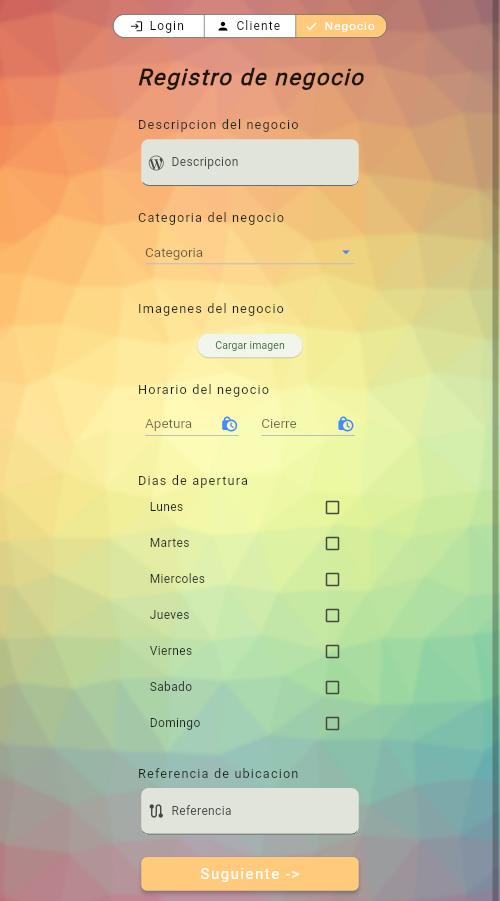 Login Cliente Negocio
Registro de negocio
Descripcion del negocio
Descripcion
Categoria del negocio
Categoria
Imagenes del negocio
Cargar imagen
Horario del negocio
Apetura Cierre
Dias de apertura
Lunes
Martes
Miercoles
Jueves
Viernes
Sabado
Domingo
Referencia de ubicacion
Referencia
Suguiente ->